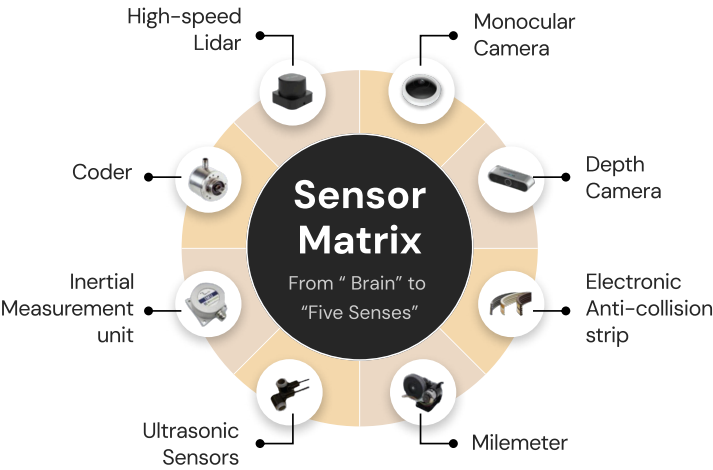 High-speed
Lidar
Monocular
Camera
Coder
Depth
Camera
Sensor
Matrix
From “ Brain” to
“Five Senses”
Inertial
Measurement
unit
Electronic
Anti-collision
strip
Ultrasonic
Sensors
Milemeter